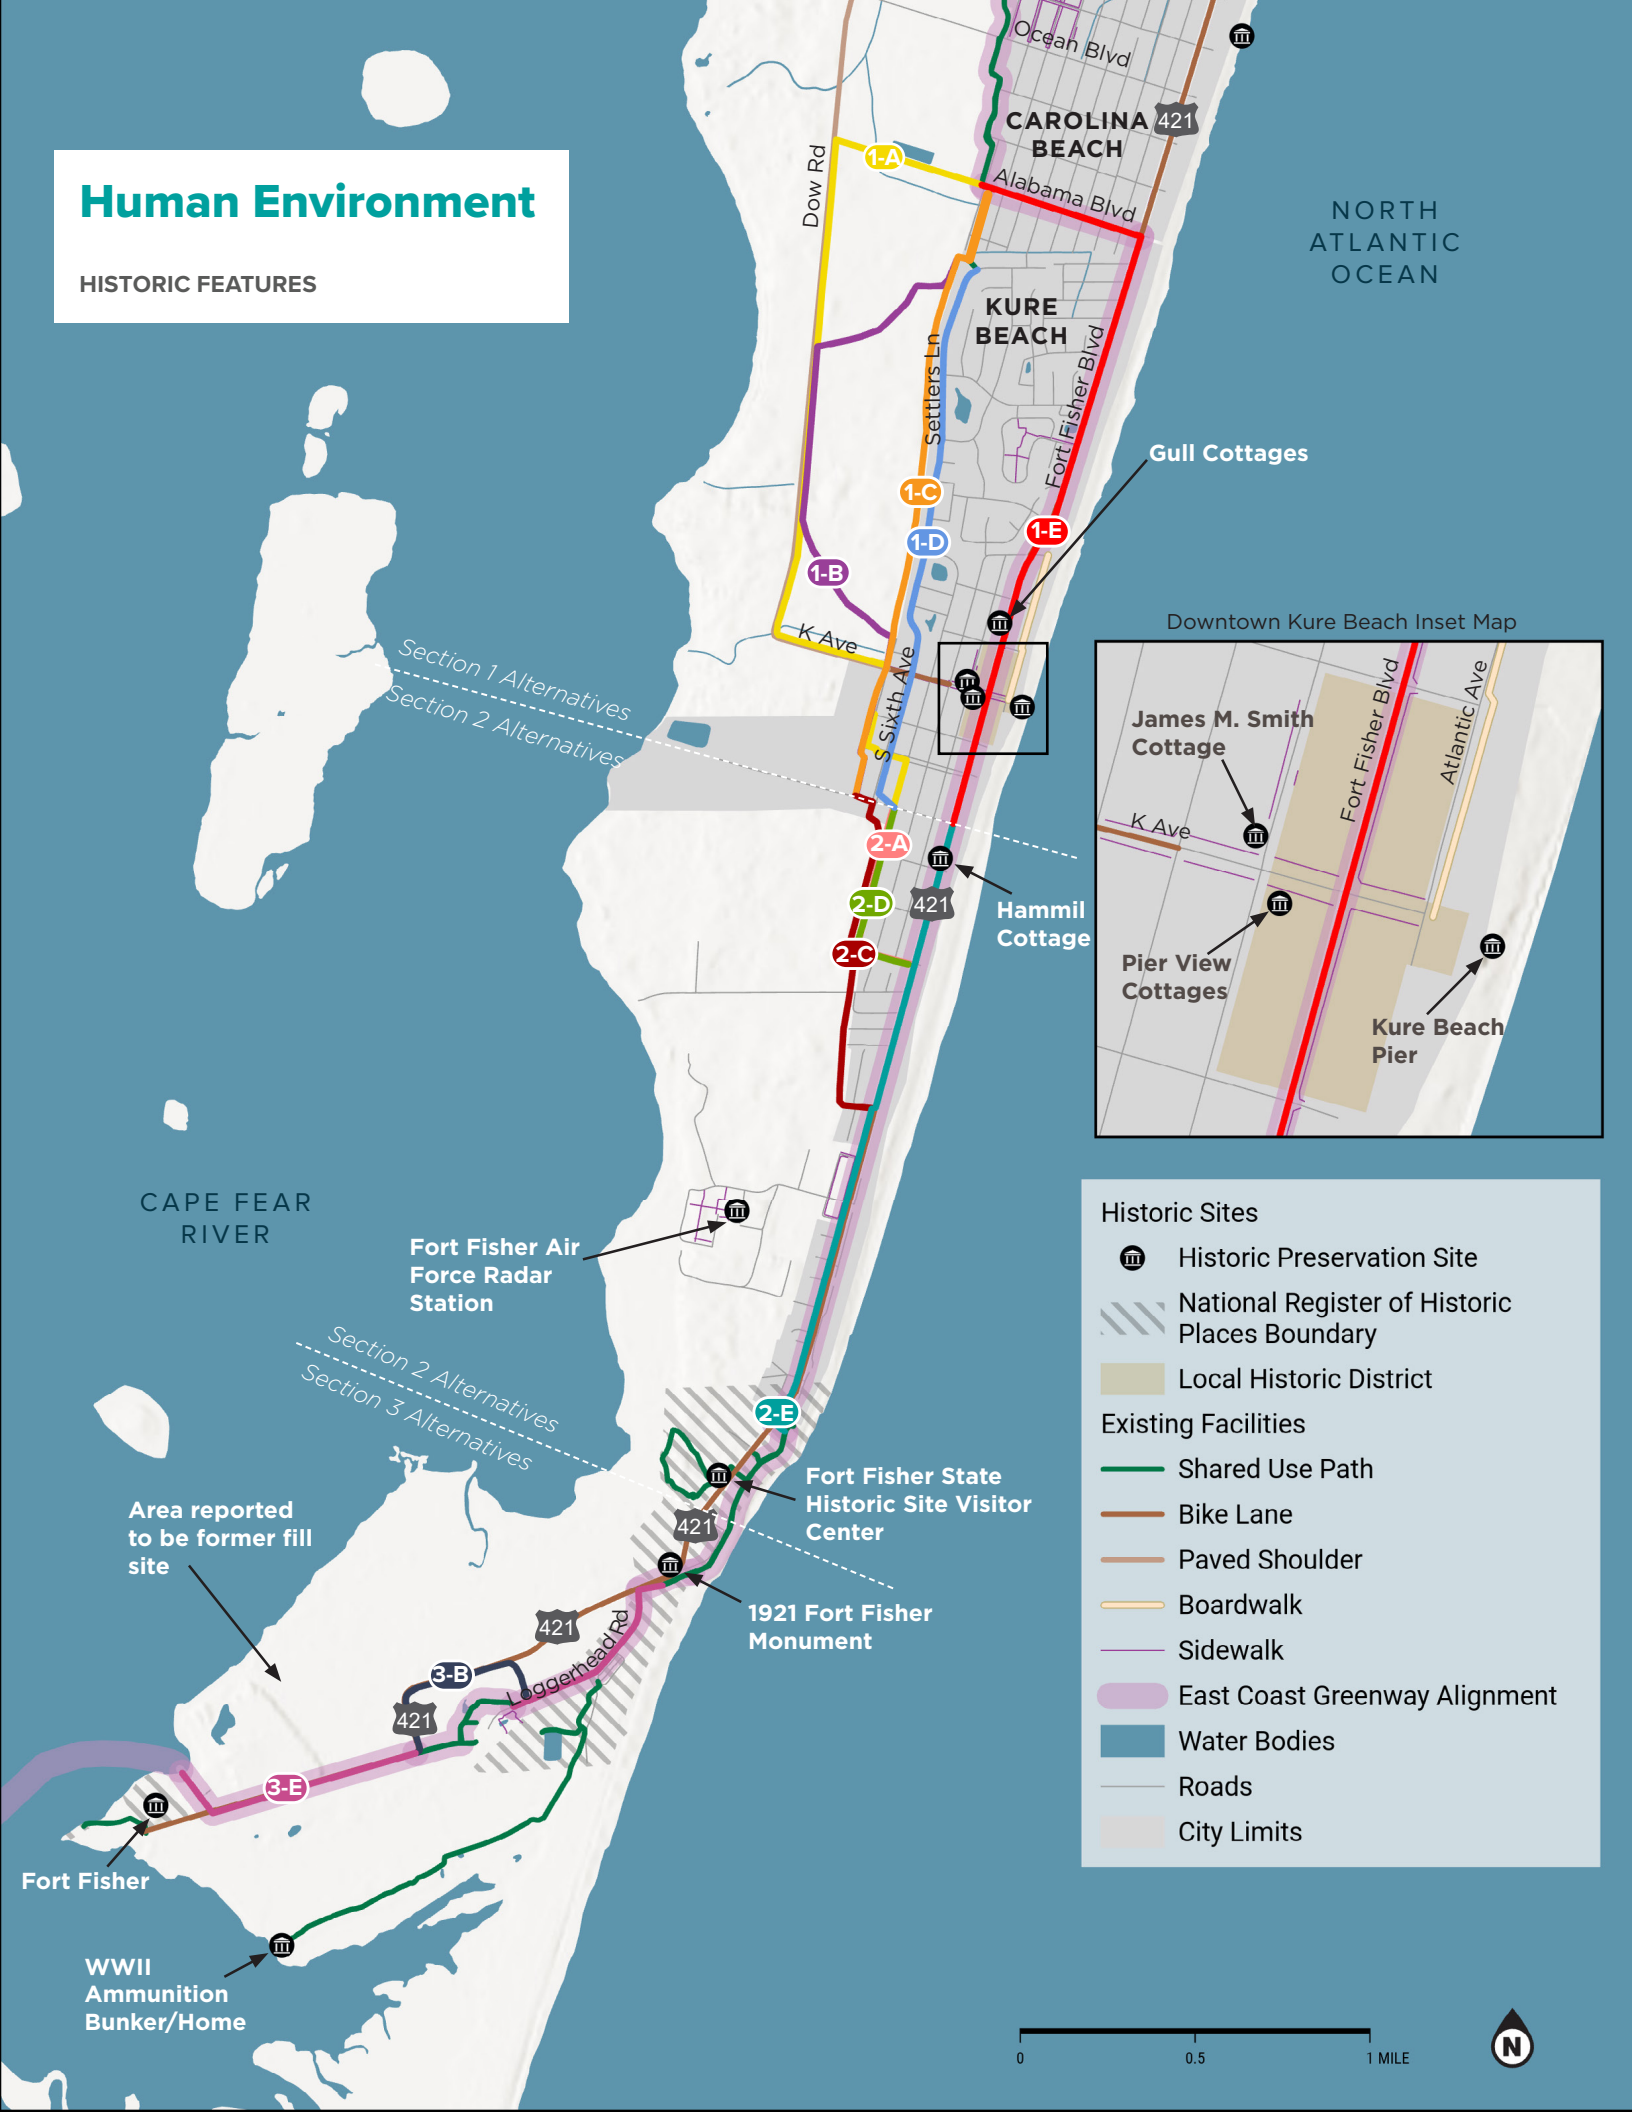 Human Environment
HISTORIC FEATURES
Ocean Blvd
CAROLINA
BEACH
421
Dow Rd
1-A
Alabama Blvd
NORTH
ATLANTIC
OCEAN
KURE
BEACH
Settlers Ln
Fort Fisher Blvd
Gull Cottages
1-C
1-D
1-E
1-B
K Ave
S Sixth Ave
Section 1 Alternatives
Section 2 Alternatives
Downtown Kure Beach Inset Map
James M. Smith
Cottage
Fort Fisher Blvd
Atlantic Ave
K Ave
Pier View
Cottages
Kure Beach
Pier
2-A
2-D
421
2-C
Hammil
Cottage
CAPE FEAR
RIVER
Fort Fisher Air
Force Radar
Station
Section 2 Alternatives
Section 3 Alternatives
2-E
Fort Fisher State
Historic Site Visitor
Center
421
Area reported
to be former fill
site
1921 Fort Fisher
Monument
421
Loggerhead Rd
3-B
421
3-E
Fort Fisher
WWII
Ammunition
Bunker/Home
Historic Sites
Historic Preservation Site
National Register of Historic
Places Boundary
Local Historic District
Existing Facilities
Shared Use Path
Bike Lane
Paved Shoulder
Boardwalk
Sidewalk
East Coast Greenway Alignment
Water Bodies
Roads
City Limits
0 0.5 1 MILE
N